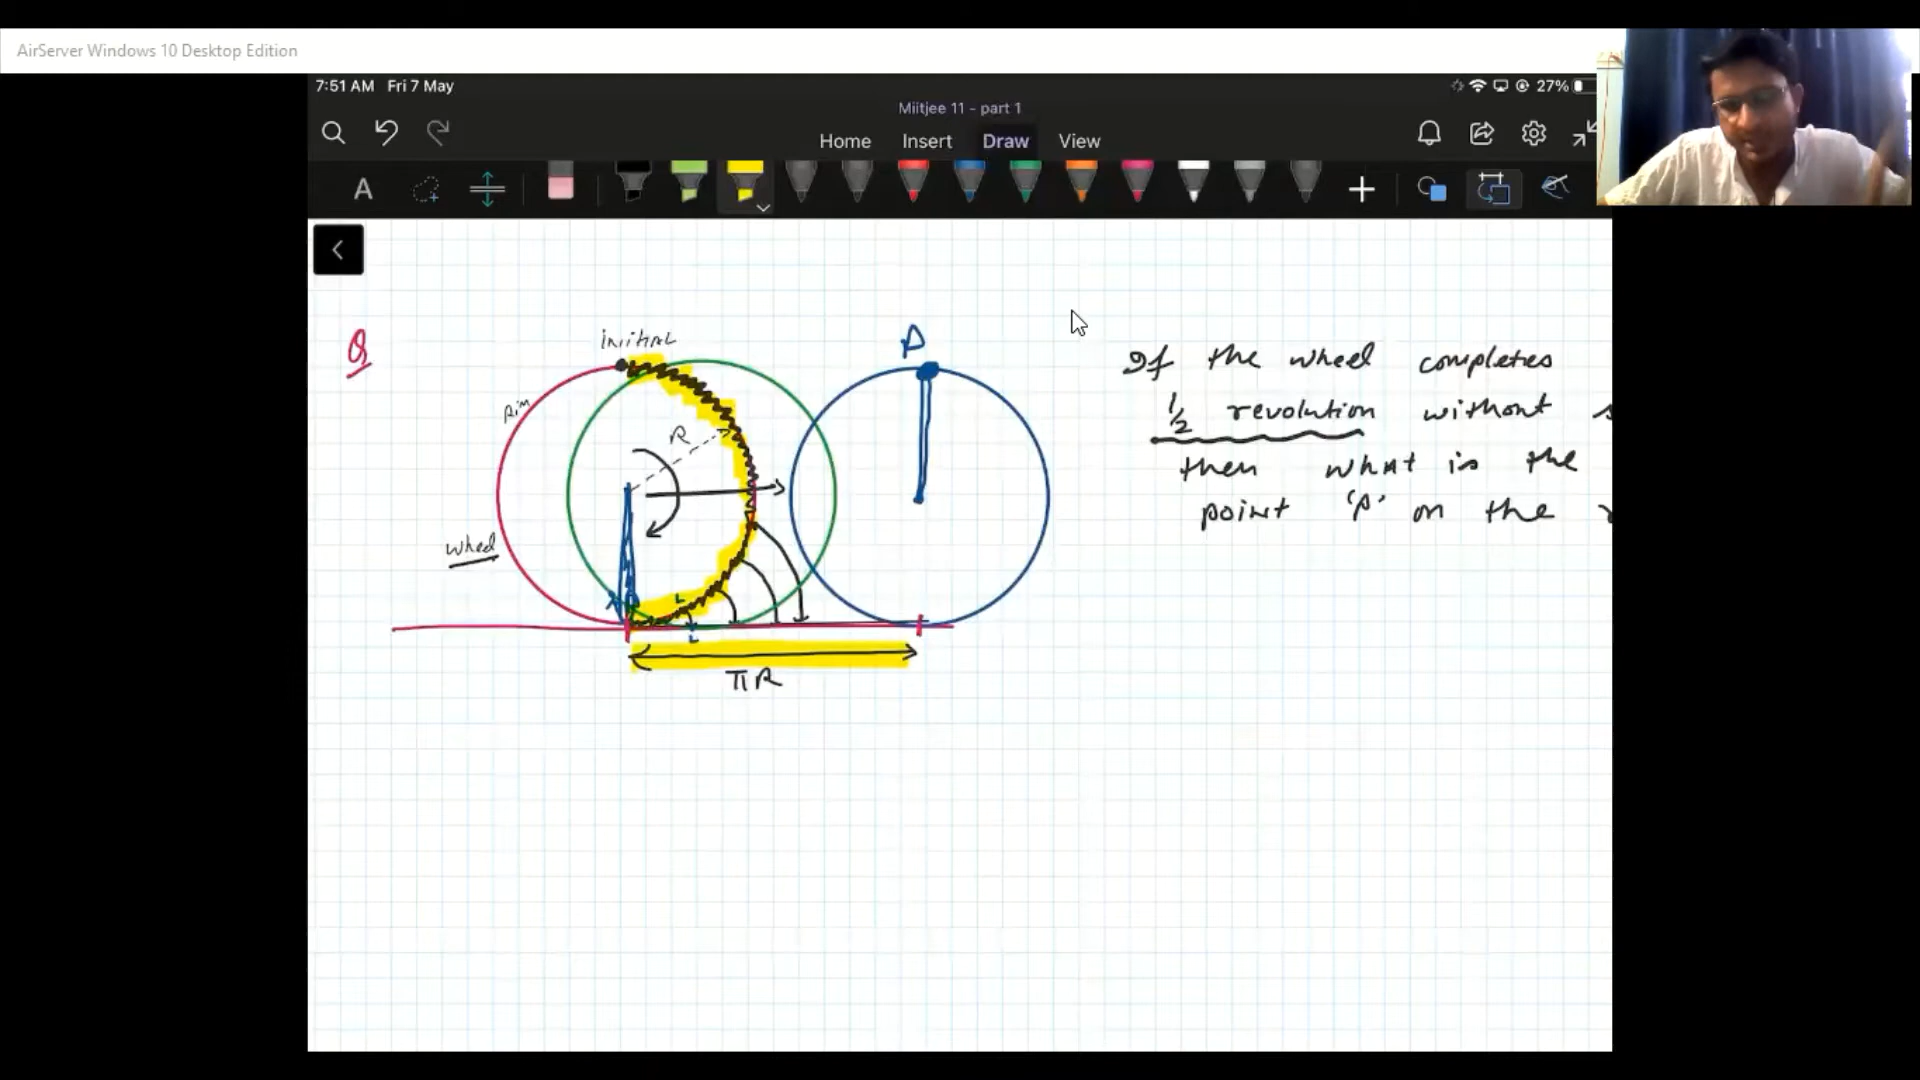 AirServer Windows 10 Desktop Edition
7:51 AM Fri 7 May
27%
Miitjee 11 - part 1
Home Insert Draw View
A
Q
initial
P
Rim
R
wheel
L
L
πR
If the wheel completes
1/2 revolution without s
then what is the
point 'P' on the r